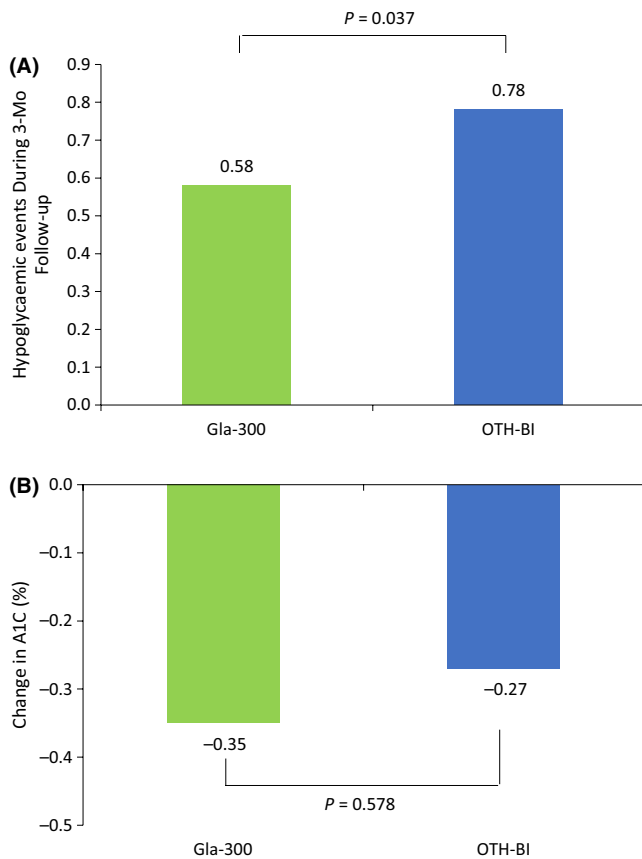 P = 0.037
(A)
0.9
0.8
0.7
0.6
0.5
0.4
0.3
0.2
0.1
0.0
Hypoglycaemic events During 3-Mo
Follow-up
0.58
0.78
Gla-300
OTH-BI
(B)
0.0
–0.1
–0.2
–0.3
–0.4
–0.5
Change in A1C (%)
–0.35
–0.27
P = 0.578
Gla-300
OTH-BI